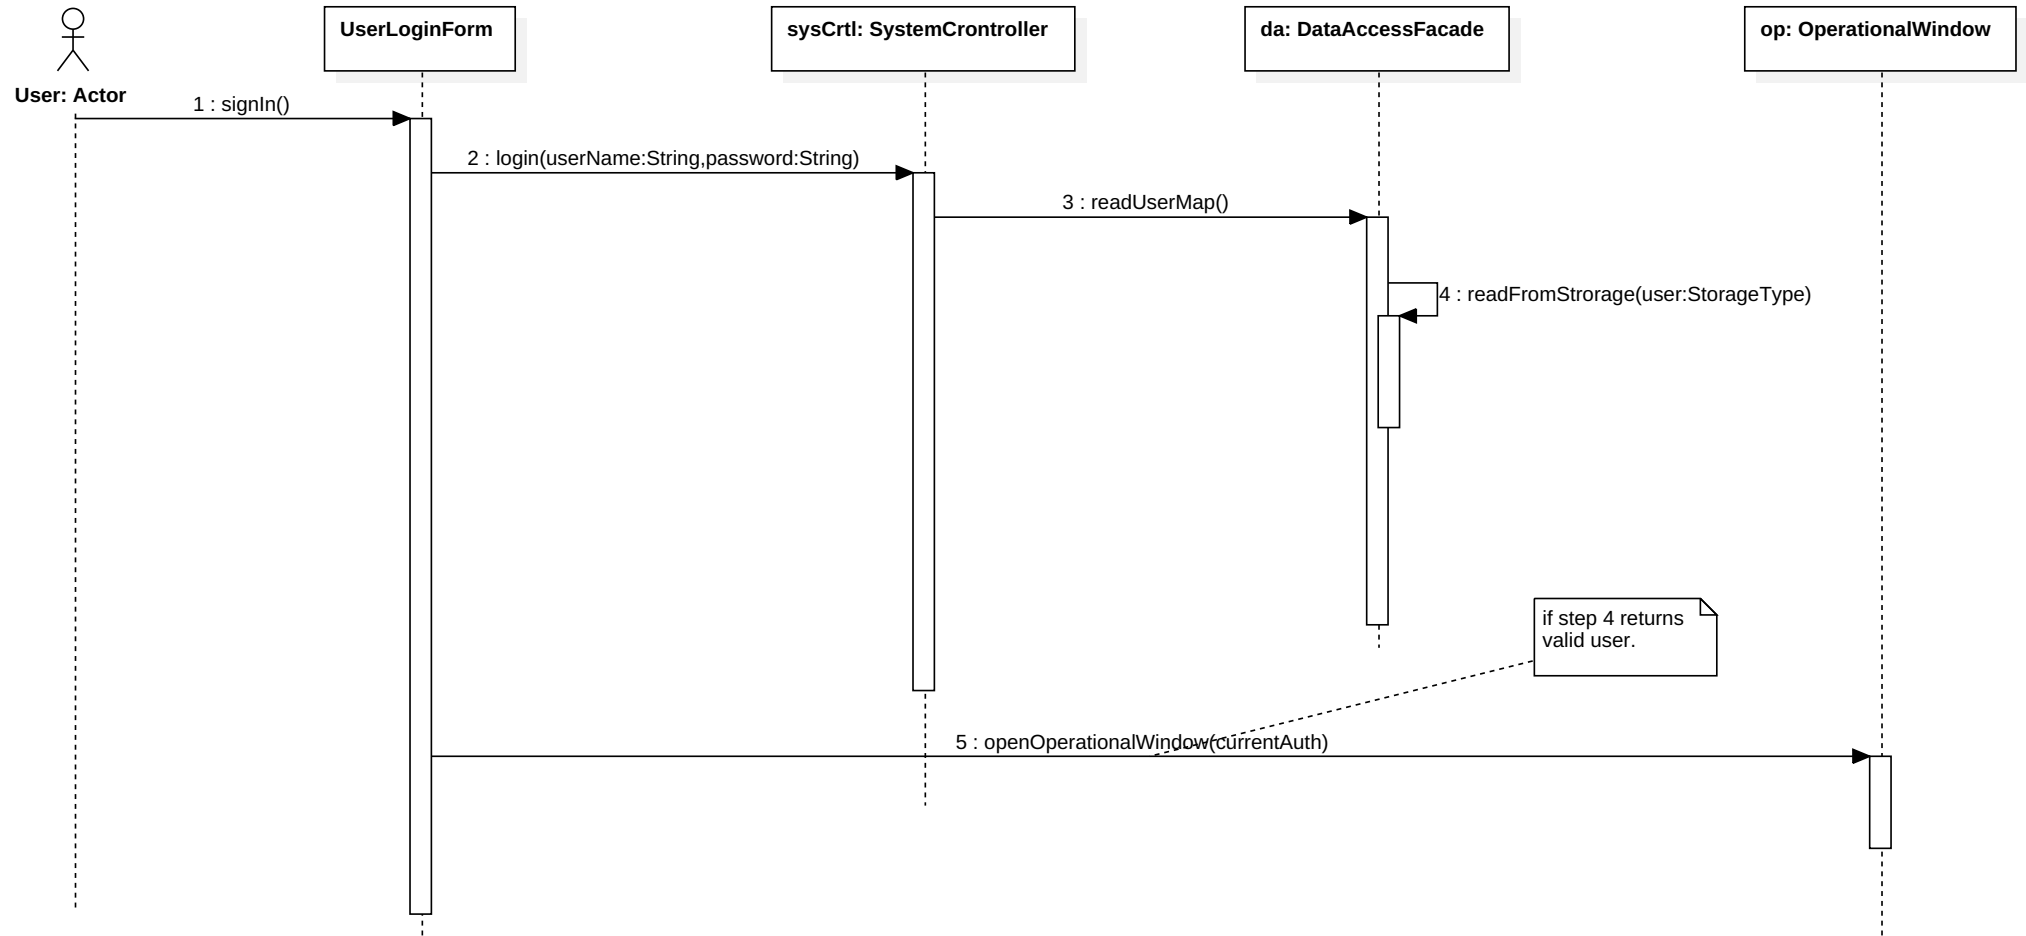 UserLoginForm
sysCrtl: SystemCrontroller
da: DataAccessFacade
op: OperationalWindow
User: Actor
1 : signIn()
2 : login(userName:String,password:String)
3 : readUserMap()
4 : readFromStrorage(user:StorageType)
if step 4 returns
valid user.
5 : openOperationalWindow(currentAuth)